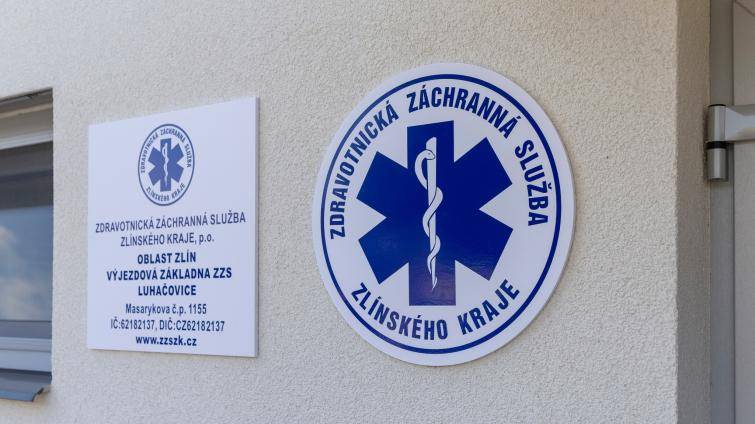 ZDRAVOTNICKÁ ZÁCHRANNÁ SLUŽBA
ZLÍNSKÉHO KRAJE
ZDRAVOTNICKÁ ZÁCHRANNÁ SLUŽBA
ZLÍNSKÉHO KRAJE, p.o.
OBLAST ZLÍN
VÝJEZDOVÁ ZÁKLADNA ZZS
LUHAČOVICE
Masarykova č.p. 1155
IČ:62182137, DIČ:CZ62182137
www.zzszk.cz
ZDRAVOTNICKÁ ZÁCHRANNÁ SLUŽBA
ZLÍNSKÉHO KRAJE